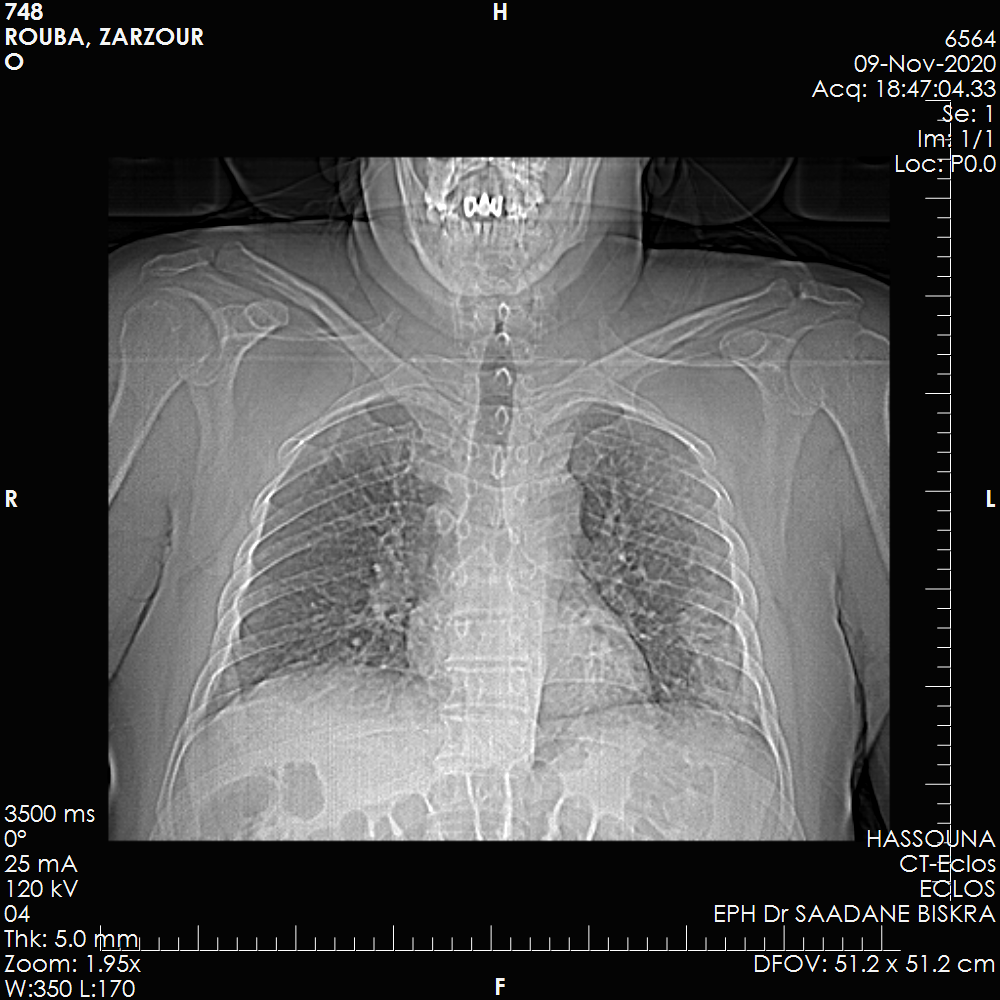 748
ROUBA, ZARZOUR
O
H
6564
09-Nov-2020
Acq: 18:47:04.33
Se: 1
Im: 1/1
Loc: P0.0
R
L
3500 ms
0°
25 mA
120 kV
04
Thk: 5.0 mm
Zoom: 1.95x
W:350 L:170
HASSOUNA
CT-Eclos
ECLOS
EPH Dr SAADANE BISKRA
DFOV: 51.2 x 51.2 cm
F